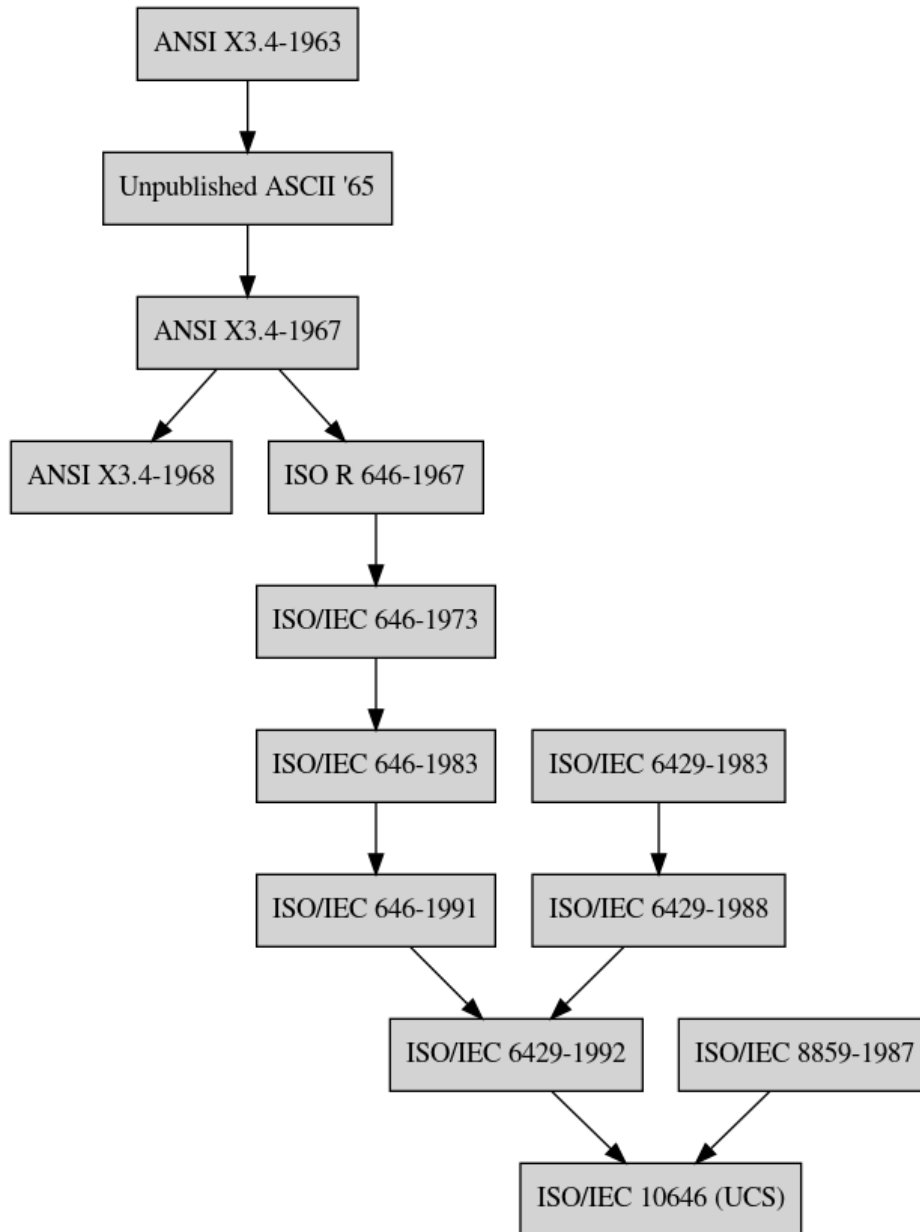 ANSI X3.4-1963
Unpublished ASCII '65
ANSI X3.4-1967
ANSI X3.4-1968
ISO R 646-1967
ISO/IEC 646-1973
ISO/IEC 646-1983
ISO/IEC 6429-1983
ISO/IEC 646-1991
ISO/IEC 6429-1988
ISO/IEC 6429-1992
ISO/IEC 8859-1987
ISO/IEC 10646 (UCS)